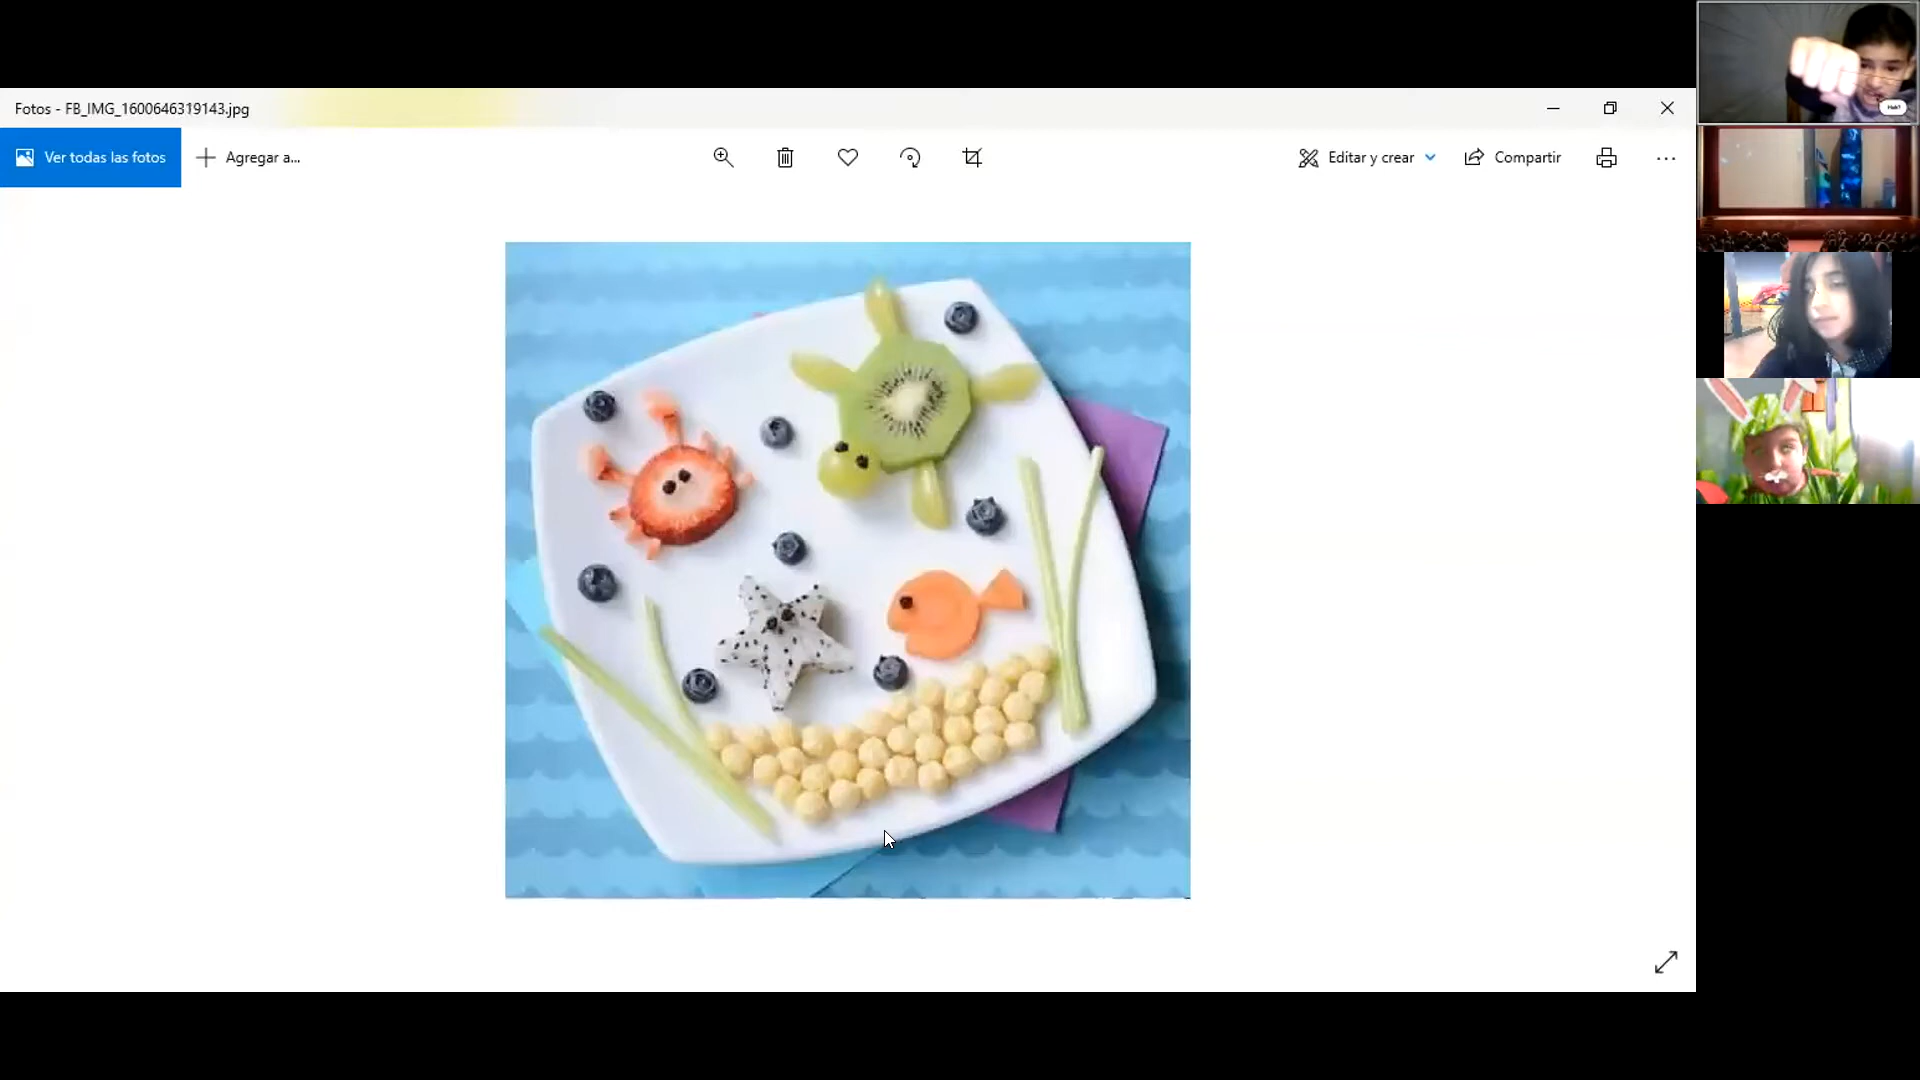 Fotos - FB_IMG_1600646319143.jpg
Ver todas las fotos
Agregar a...
Editar y crear
Compartir